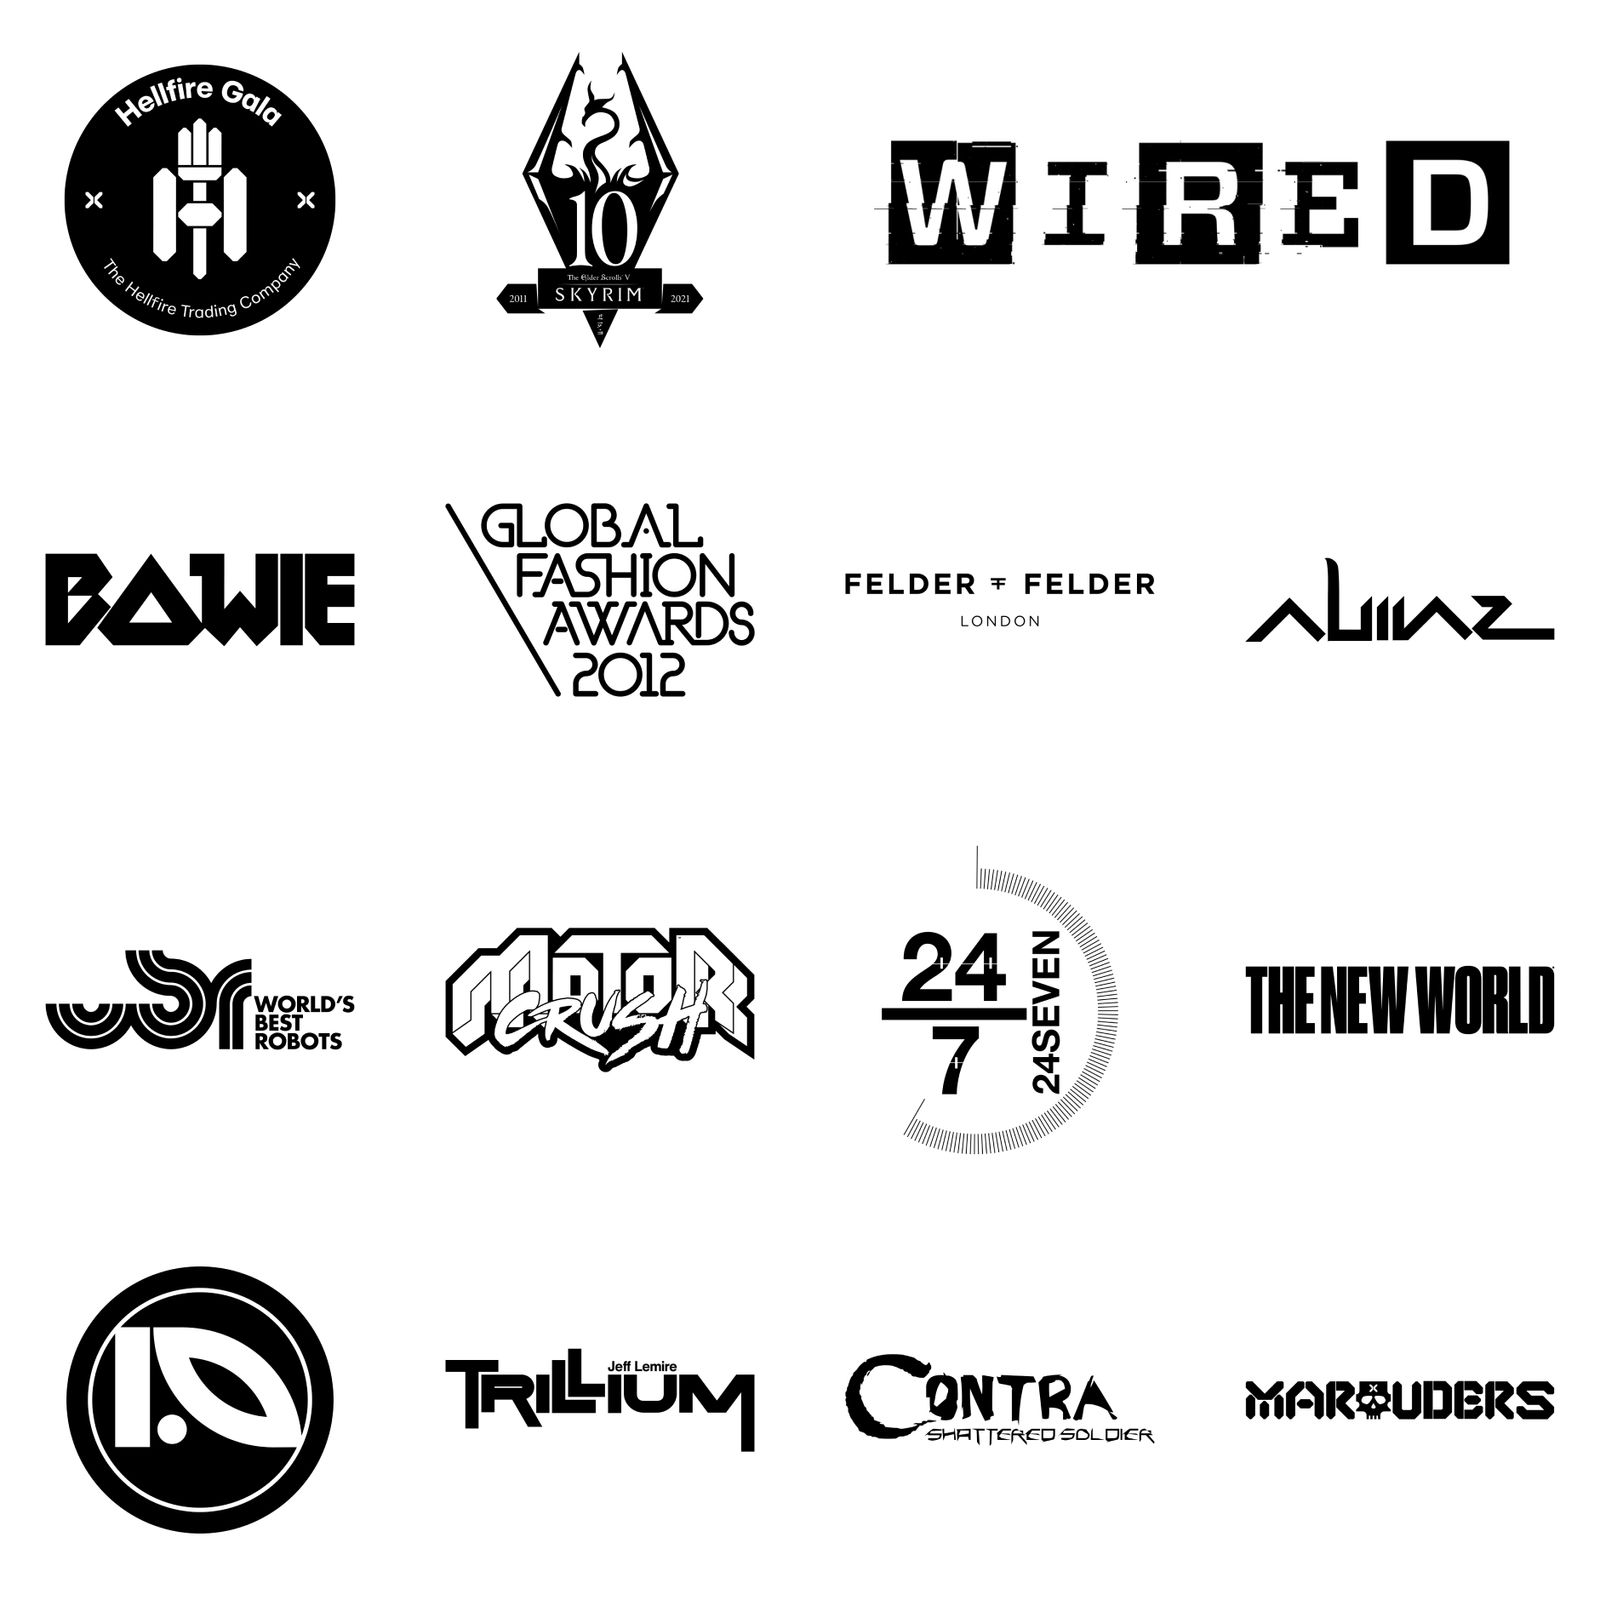 Hellfire Gala
The Hellfire Trading Company
10
The Elder Scrolls V
SKYRIM
2011
2021
WIRED
BOWIE
GLOBAL
FASHION
AWARDS
2012
FELDER FELDER
LONDON
WORLD'S
BEST
ROBOTS
MOTOR
CRUSH
24
7
24SEVEN
THE NEW WORLD
Jeff Lemire
TRILLIUM
CONTRA
SHATTERED SOLDIER
MARAUDERS